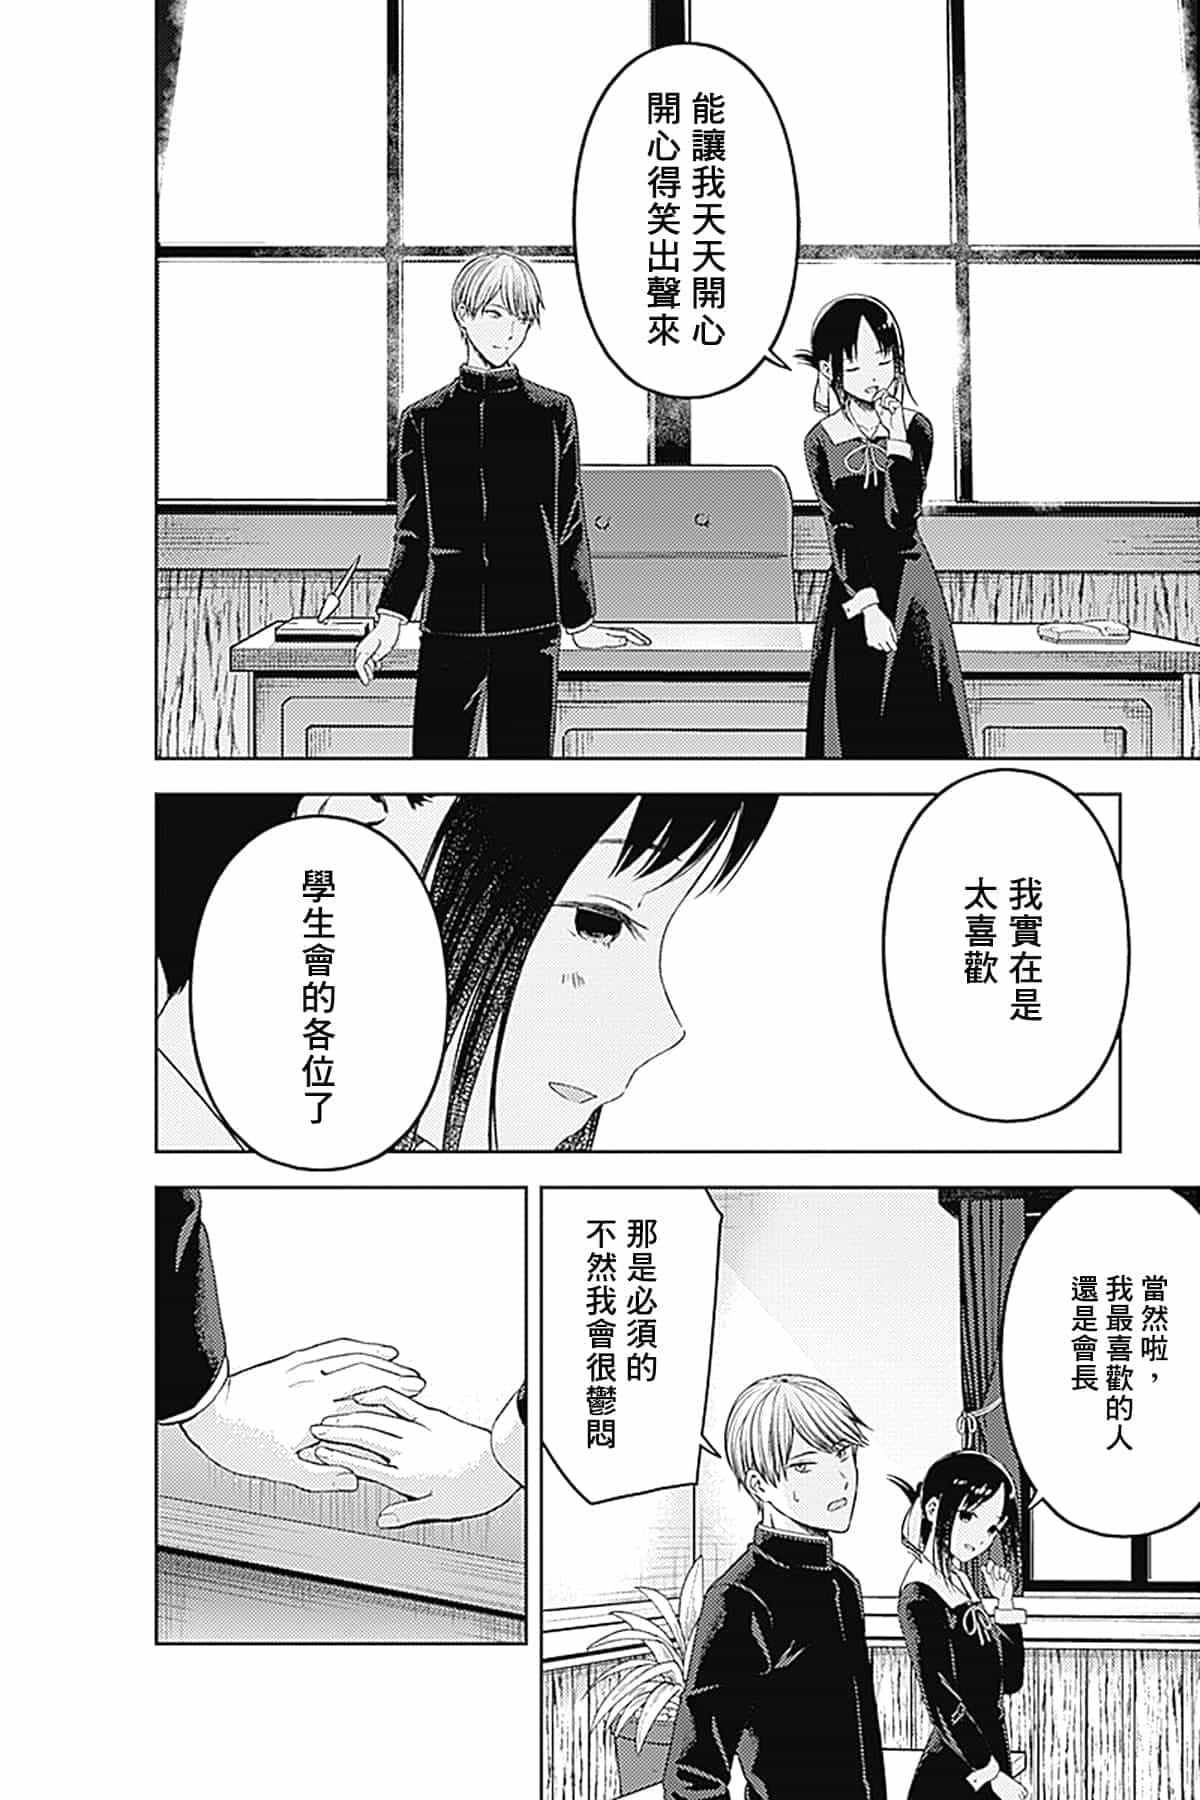 能讓我天天開心
開心得笑出聲來
我實在是
太喜歡
學生會的各位了
當然啦，
我最喜歡的人
還是會長
那是必須的
不然我會很鬱悶